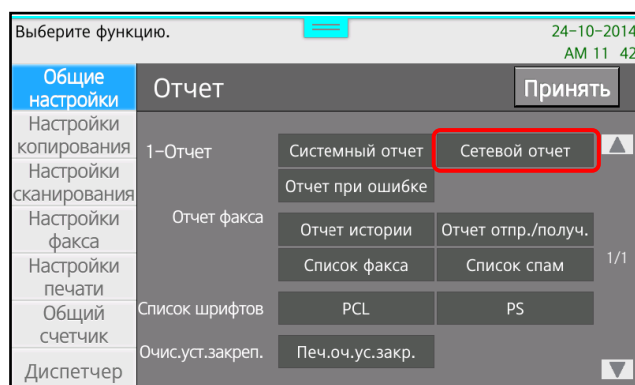 Выберите функцию.
24-10-2014
AM 11 42
Общие
настройки
Отчет
Принять
Настройки
копирования
1-Отчет
Системный отчет
Сетевой отчет
Настройки
сканирования
Отчет при ошибке
Настройки
факса
Отчет факса
Отчет истории
Отчет отпр./получ.
Настройки
печати
Список факса
Список спам
1/1
Общий
счетчик
Список шрифтов
PCL
PS
Очис.уст.закреп.
Печ.оч.ус.закр.
Диспетчер